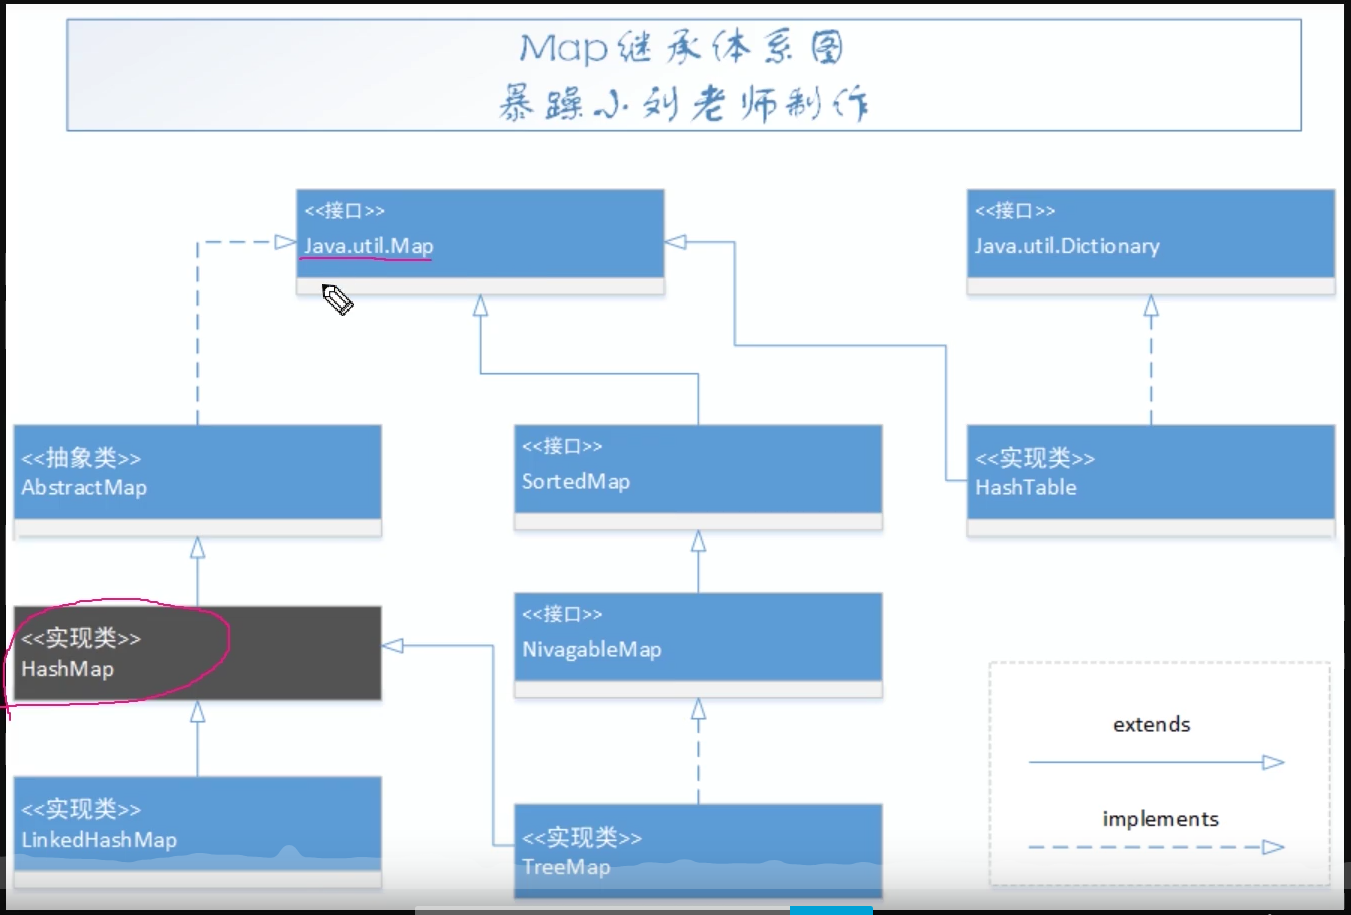 Map继承体系图
暴躁小刘老师制作
<<接口>>
Java.util.Map
<<接口>>
Java.util.Dictionary
<<抽象类>>
AbstractMap
<<接口>>
SortedMap
<<实现类>>
HashTable
<<实现类>>
HashMap
<<接口>>
NivagableMap
extends
implements
<<实现类>>
LinkedHashMap
<<实现类>>
TreeMap